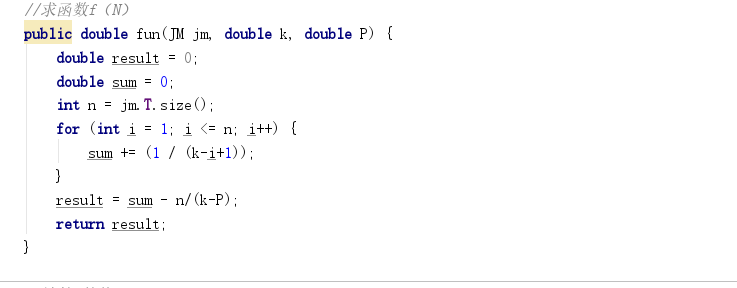 //求函数f（N）
public double fun(JM jm, double k, double P) {
double result = 0;
double sum = 0;
int n = jm.T.size();
for (int i = 1; i <= n; i++) {
sum += (1 / (k-i+1));
}
result = sum - n/(k-P);
return result;
}